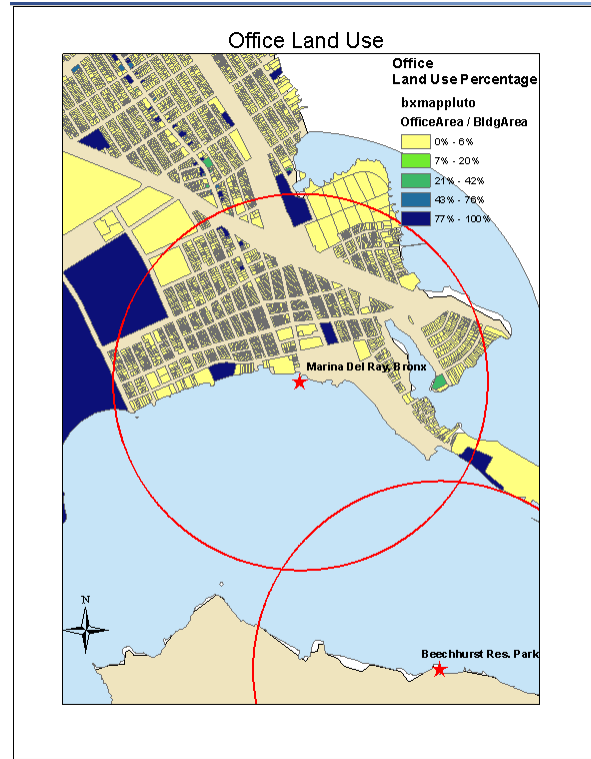 Office Land Use
Office
Land Use Percentage
bxmappluto
OfficeArea / BldgArea
0% - 6%
7% - 20%
21% - 42%
43% - 76%
77% - 100%
Marina Del Ray, Bronx
N
Beechhurst Res. Park